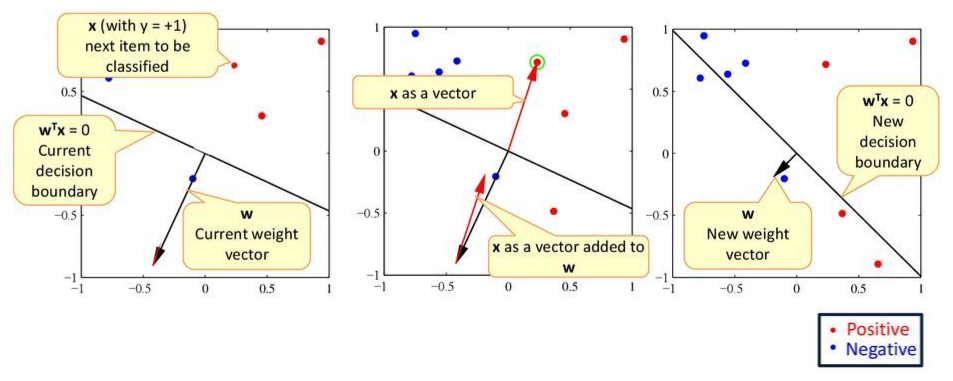 x (with y = +1)
next item to be
classified
0.5
wᵀx = 0
Current
decision
boundary
−0.5
w
Current weight
vector
−1
−1
−0.5
0
0.5
1
1
x as a vector
0
−0.5
x as a vector added to
w
−1
−1
−0.5
0
0.5
1
1
0.5
wᵀx = 0
New
decision
boundary
0
−0.5
w
New weight
vector
−1
−1
−0.5
0
0.5
1
Positive
Negative